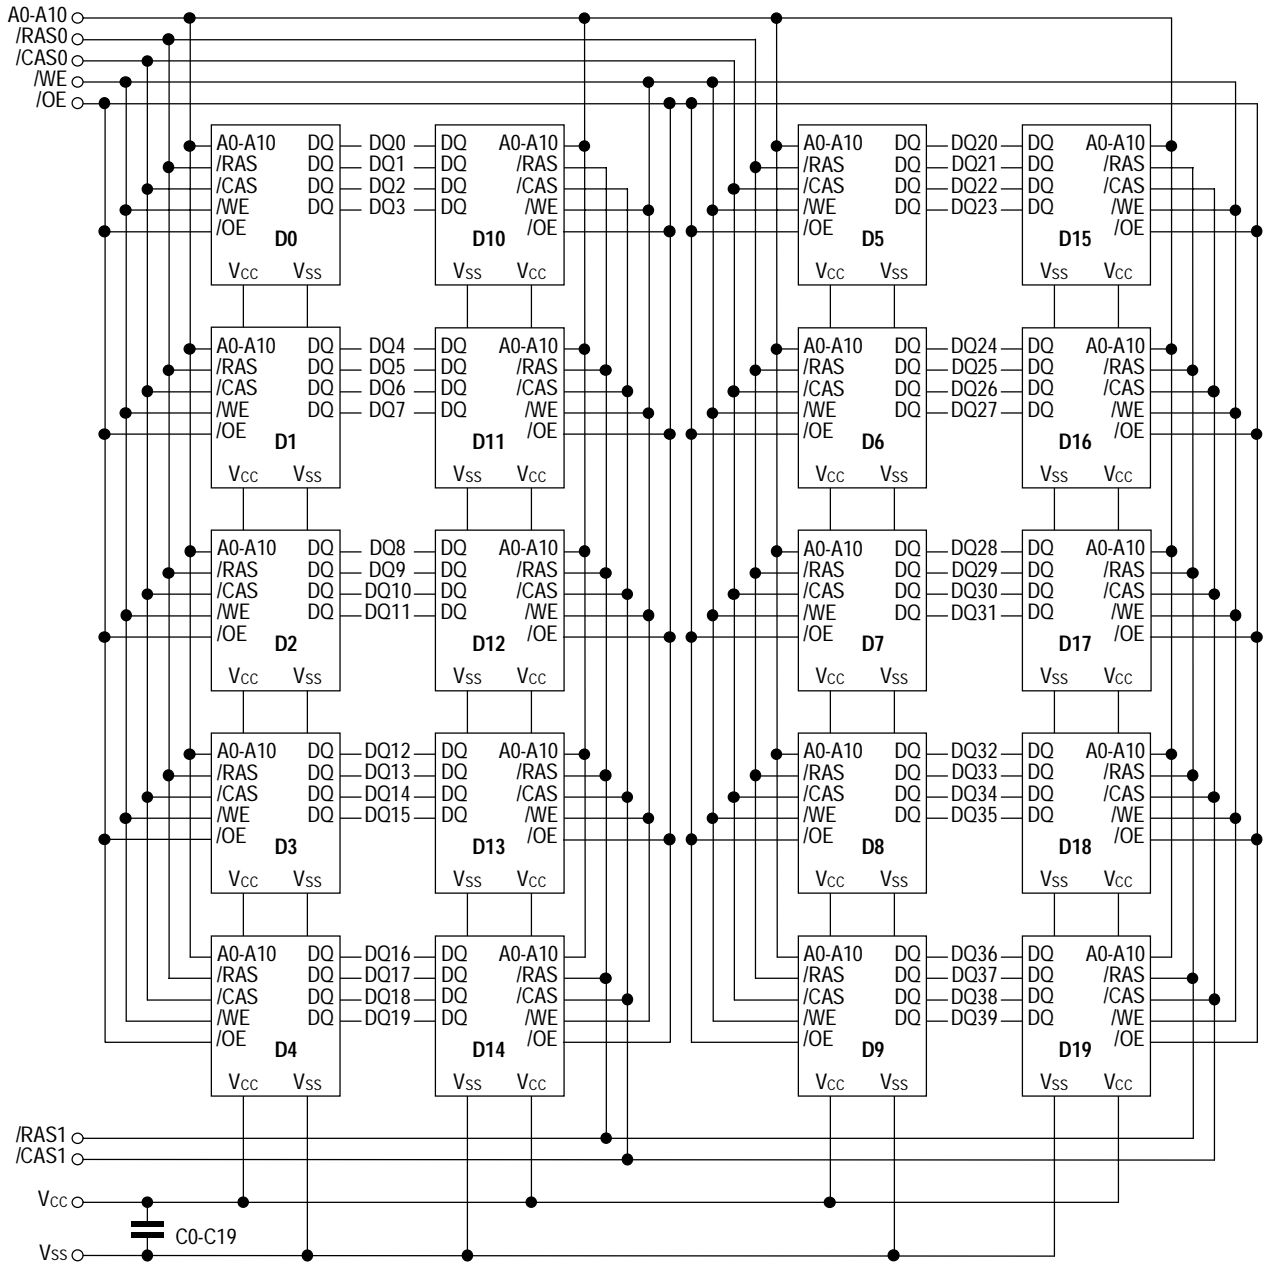 A0-A10
/RAS0
/CAS0
/WE
/OE
A0-A10 DQ DQ0 DQ A0-A10 A0-A10 DQ DQ20 DQ A0-A10
/RAS DQ DQ1 DQ /RAS /RAS DQ DQ21 DQ /RAS
/CAS DQ DQ2 DQ /CAS /CAS DQ DQ22 DQ /CAS
/WE DQ DQ3 DQ /WE /WE DQ DQ23 DQ /WE
/OE D0 D10 /OE /OE D5 D15 /OE
Vcc Vss Vss Vcc Vcc Vss Vss Vcc
A0-A10 DQ DQ4 DQ A0-A10 A0-A10 DQ DQ24 DQ A0-A10
/RAS DQ DQ5 DQ /RAS /RAS DQ DQ25 DQ /RAS
/CAS DQ DQ6 DQ /CAS /CAS DQ DQ26 DQ /CAS
/WE DQ DQ7 DQ /WE /WE DQ DQ27 DQ /WE
/OE D1 D11 /OE /OE D6 D16 /OE
Vcc Vss Vss Vcc Vcc Vss Vss Vcc
A0-A10 DQ DQ8 DQ A0-A10 A0-A10 DQ DQ28 DQ A0-A10
/RAS DQ DQ9 DQ /RAS /RAS DQ DQ29 DQ /RAS
/CAS DQ DQ10 DQ /CAS /CAS DQ DQ30 DQ /CAS
/WE DQ DQ11 DQ /WE /WE DQ DQ31 DQ /WE
/OE D2 D12 /OE /OE D7 D17 /OE
Vcc Vss Vss Vcc Vcc Vss Vss Vcc
A0-A10 DQ DQ12 DQ A0-A10 A0-A10 DQ DQ32 DQ A0-A10
/RAS DQ DQ13 DQ /RAS /RAS DQ DQ33 DQ /RAS
/CAS DQ DQ14 DQ /CAS /CAS DQ DQ34 DQ /CAS
/WE DQ DQ15 DQ /WE /WE DQ DQ35 DQ /WE
/OE D3 D13 /OE /OE D8 D18 /OE
Vcc Vss Vss Vcc Vcc Vss Vss Vcc
A0-A10 DQ DQ16 DQ A0-A10 A0-A10 DQ DQ36 DQ A0-A10
/RAS DQ DQ17 DQ /RAS /RAS DQ DQ37 DQ /RAS
/CAS DQ DQ18 DQ /CAS /CAS DQ DQ38 DQ /CAS
/WE DQ DQ19 DQ /WE /WE DQ DQ39 DQ /WE
/OE D4 D14 /OE /OE D9 D19 /OE
Vcc Vss Vss Vcc Vcc Vss Vss Vcc
/RAS1
/CAS1
Vcc
C0-C19
Vss